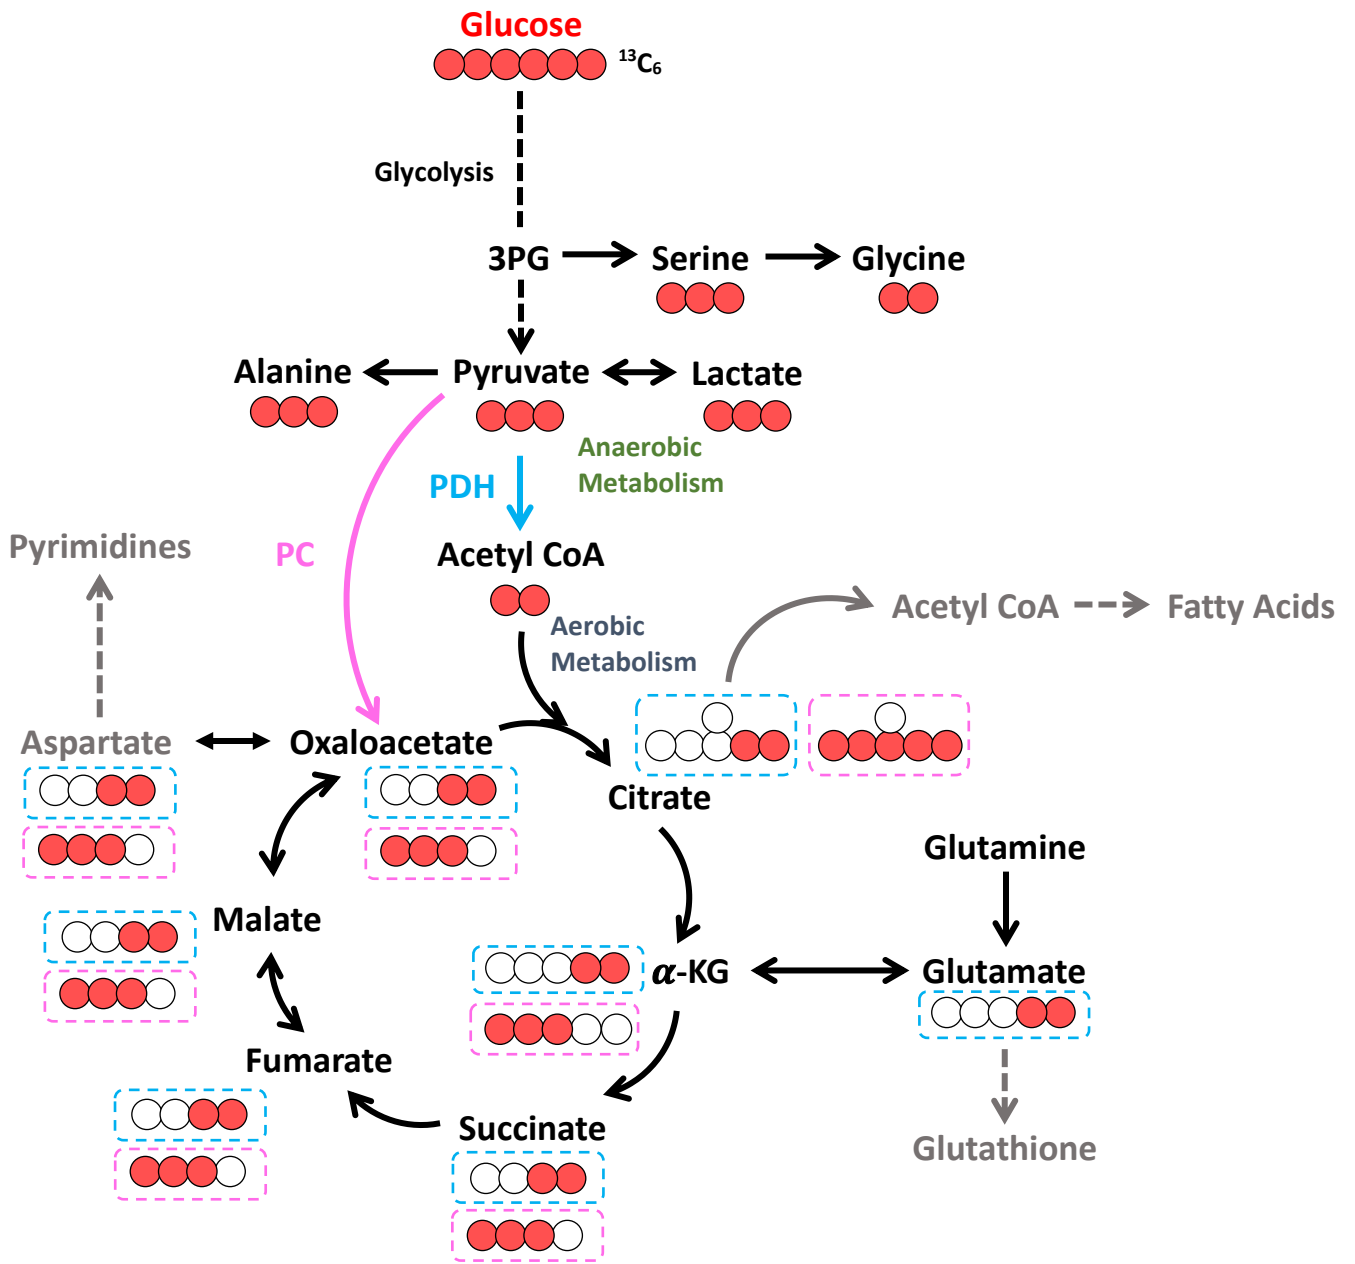 Glucose
¹³C₆
Glycolysis
3PG
Serine
Glycine
Alanine
Pyruvate
Lactate
Anaerobic
Metabolism
PDH
PC
Pyrimidines
Acetyl CoA
Aerobic
Metabolism
Acetyl CoA
Fatty Acids
Aspartate
Oxaloacetate
Citrate
Glutamine
Malate
α-KG
Glutamate
Fumarate
Succinate
Glutathione